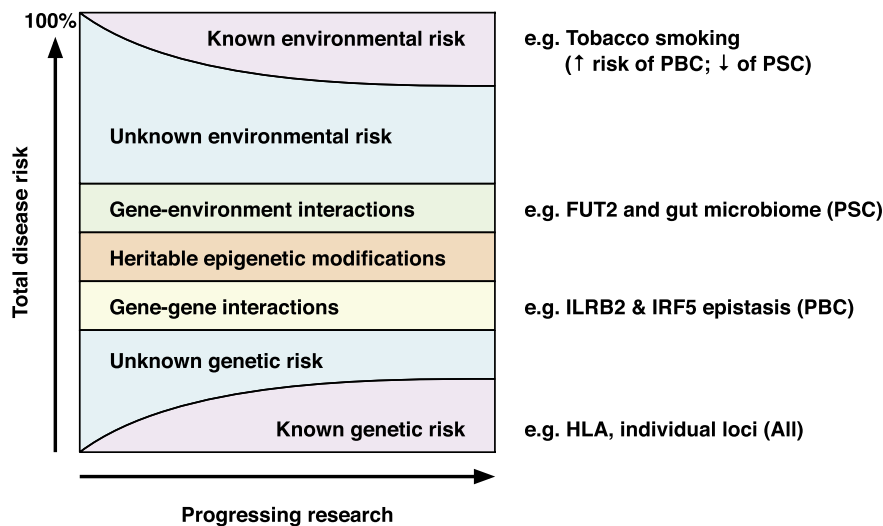 100%
Known environmental risk
e.g. Tobacco smoking
(↑ risk of PBC; ↓ of PSC)
Unknown environmental risk
Total disease risk
Gene-environment interactions
e.g. FUT2 and gut microbiome (PSC)
Heritable epigenetic modifications
Gene-gene interactions
e.g. ILRB2 & IRF5 epistasis (PBC)
Unknown genetic risk
Known genetic risk
e.g. HLA, individual loci (All)
Progressing research